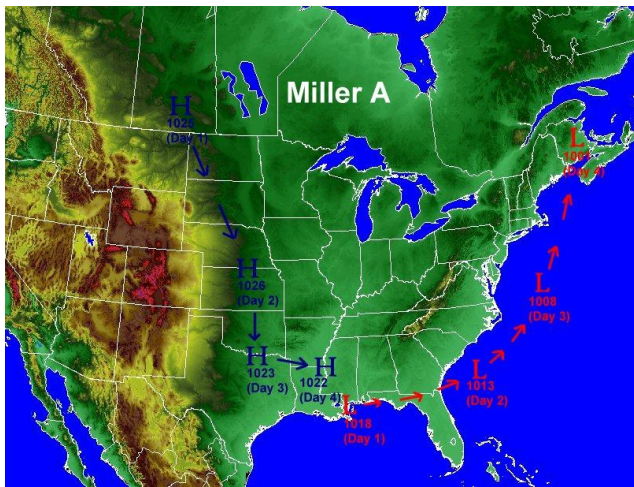 Miller A
H
1025
(Day 1)
L
(Day 4)
H
1026
(Day 2)
L
1008
(Day 3)
H
1023
(Day 3)
H
1022
(Day 4)
L
1013
(Day 2)
L
1018
(Day 1)